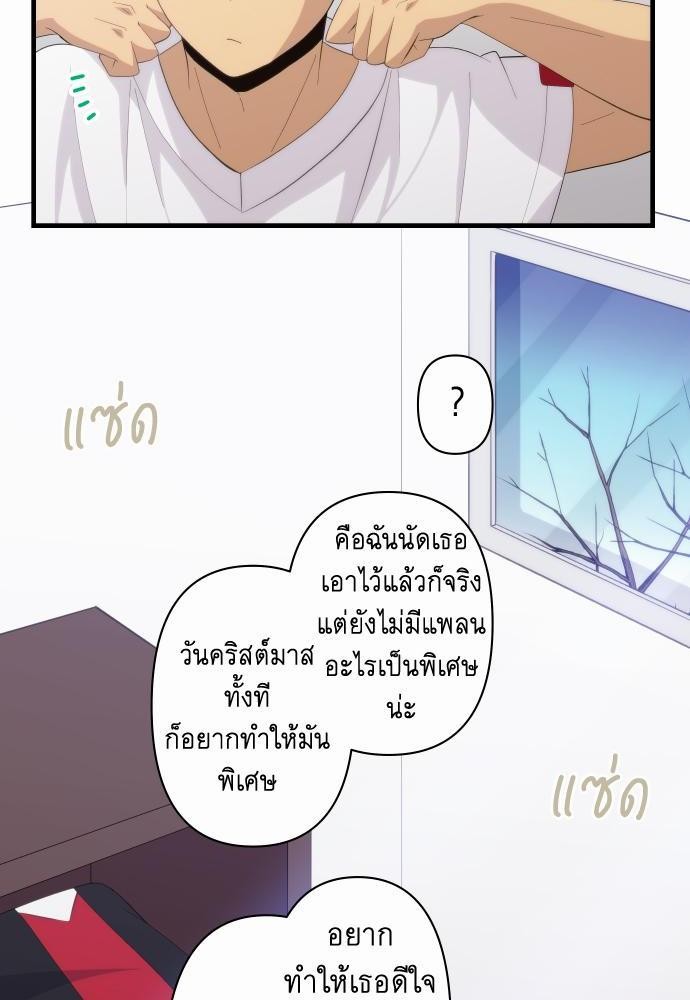 ?
แซ่ด
คือฉันนัดเธอ
เอาไว้แล้วก็จริง
แต่ยังไม่มีแพลน
อะไรเป็นพิเศษ
น่ะ
วันคริสต์มาส
ทั้งที
ก็อยากทำให้มัน
พิเศษ
แซ่ด
อยาก
ทำให้เธอดีใจ